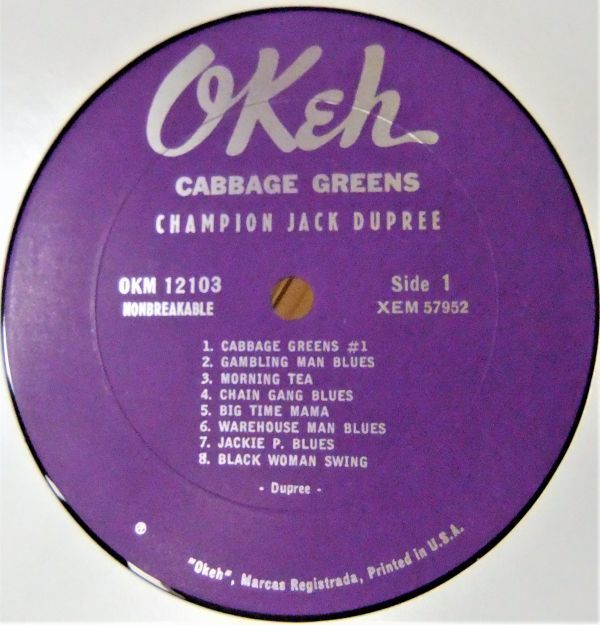 OKeh
CABBAGE GREENS
CHAMPION JACK DUPREE
OKM 12103
NONBREAKABLE
Side 1
XEM 57952
1. CABBAGE GREENS #1
2. GAMBLING MAN BLUES
3. MORNING TEA
4. CHAIN GANG BLUES
5. BIG TIME MAMA
6. WAREHOUSE MAN BLUES
7. JACKIE P. BLUES
8. BLACK WOMAN SWING
- Dupree -
"Okeh", Marcas Registrada, Printed in U.S.A.